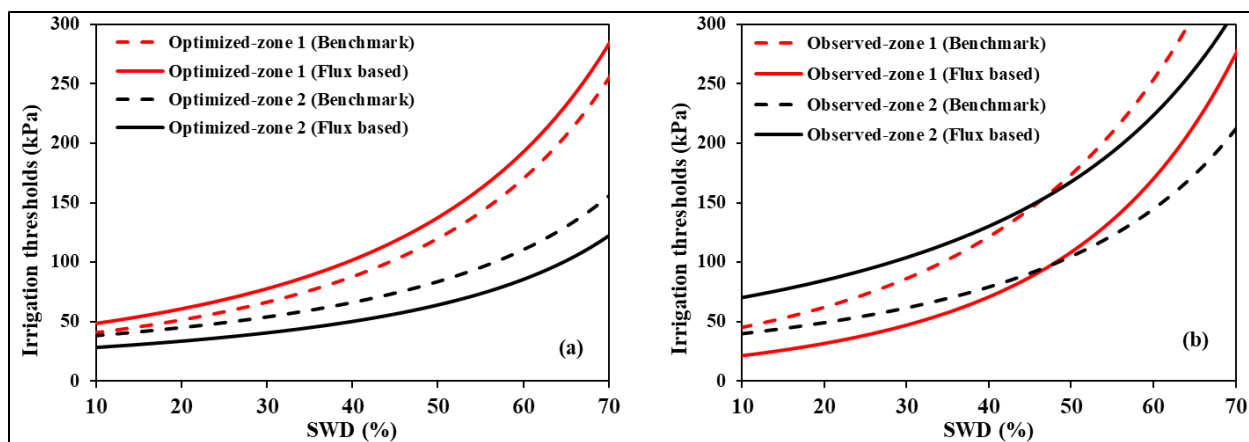 300
250
200
150
100
50
0
Irrigation thresholds (kPa)
Optimized-zone 1 (Benchmark)
Optimized-zone 1 (Flux based)
Optimized-zone 2 (Benchmark)
Optimized-zone 2 (Flux based)
(a)
10 20 30 40 50 60 70
SWD (%)
300
250
200
150
100
50
0
Irrigation thresholds (kPa)
Observed-zone 1 (Benchmark)
Observed-zone 1 (Flux based)
Observed-zone 2 (Benchmark)
Observed-zone 2 (Flux based)
(b)
10 20 30 40 50 60 70
SWD (%)